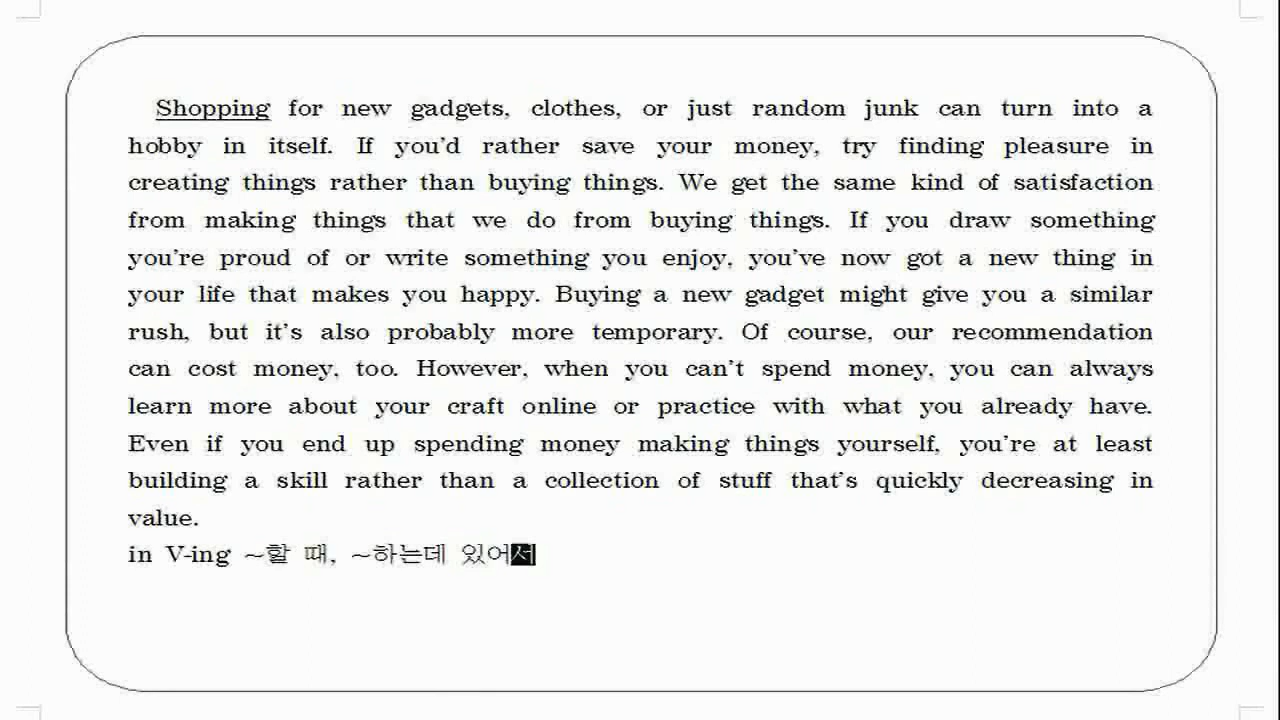 Shopping for new gadgets, clothes, or just random junk can turn into a
hobby in itself. If you'd rather save your money, try finding pleasure in
creating things rather than buying things. We get the same kind of satisfaction
from making things that we do from buying things. If you draw something
you're proud of or write something you enjoy, you've now got a new thing in
your life that makes you happy. Buying a new gadget might give you a similar
rush, but it's also probably more temporary. Of course, our recommendation
can cost money, too. However, when you can't spend money, you can always
learn more about your craft online or practice with what you already have.
Even if you end up spending money making things yourself, you're at least
building a skill rather than a collection of stuff that's quickly decreasing in
value.
in V-ing ~할 때, ~하는데 있어서